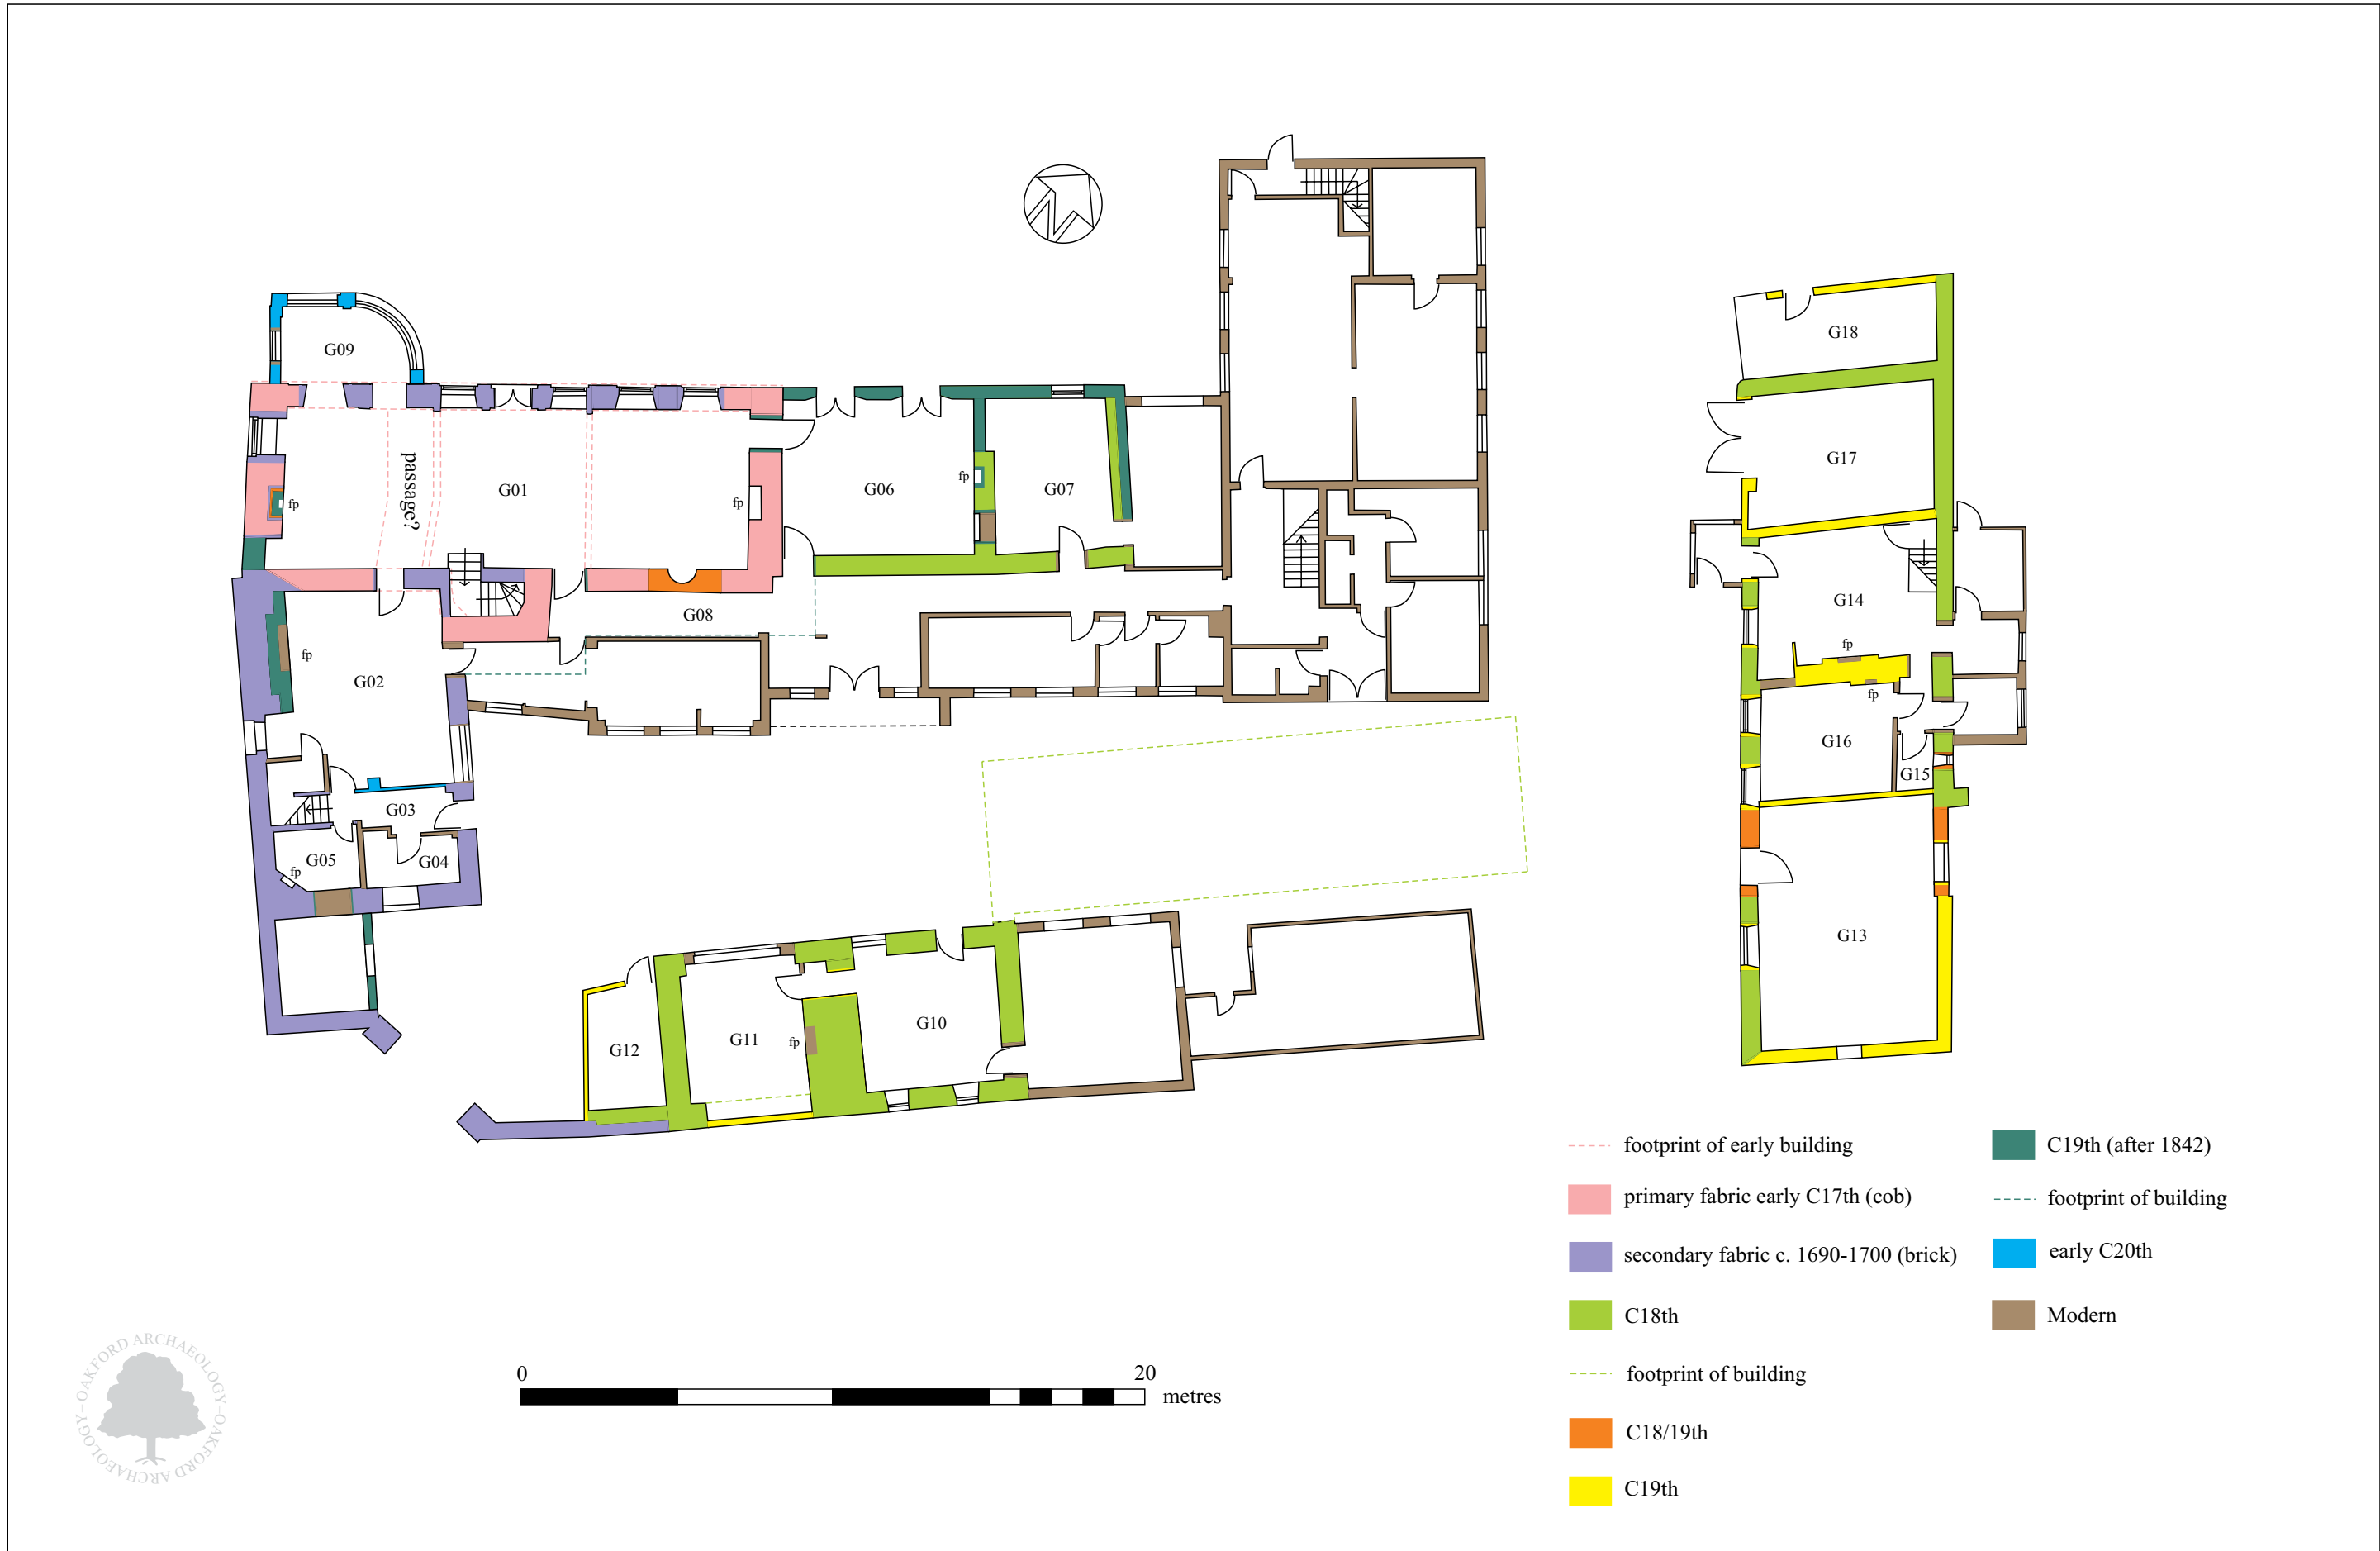 G18
G09
G17
passage?
G01
G06
G07
fp
fp
fp
G14
G08
fp
fp
G02
fp
G16
G15
G03
G05
G04
fp
G13
G10
G11
fp
G12
footprint of early building
primary fabric early C17th (cob)
secondary fabric c. 1690-1700 (brick)
C18th
footprint of building
C18/19th
C19th
C19th (after 1842)
footprint of building
early C20th
Modern
0
20
metres
OAKFORD ARCHAEOLOGY - OAKFORD ARCHAEOLOGY -